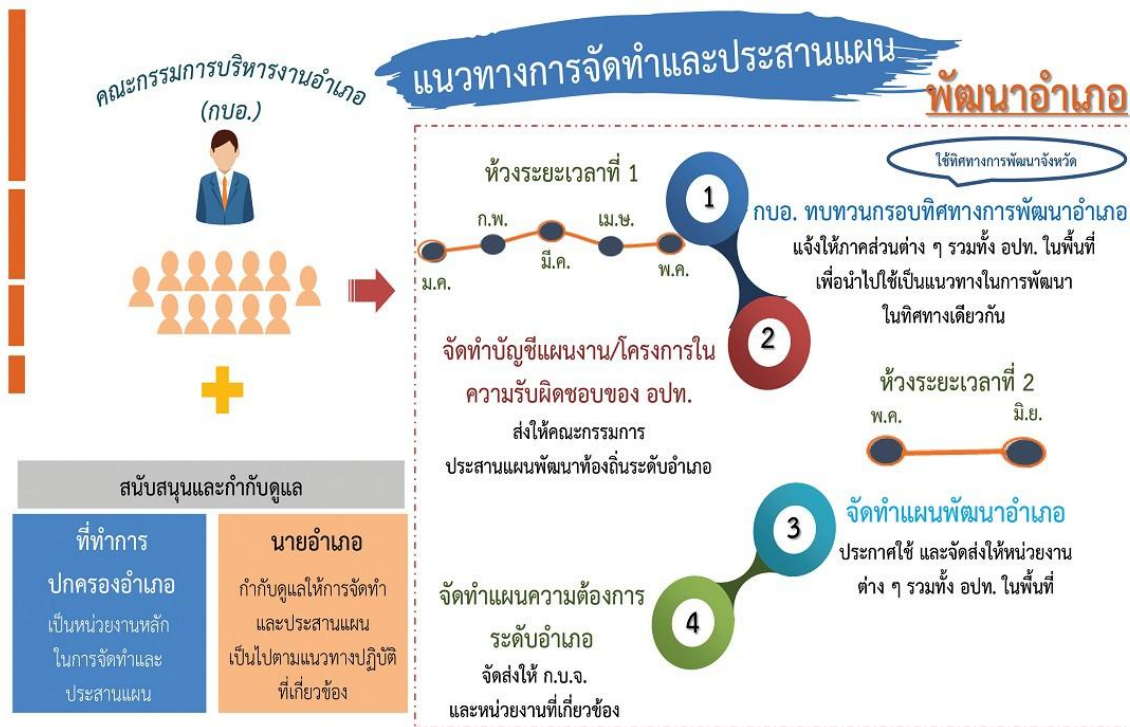 คณะกรรมการบริหารงานอำเภอ
(กบอ.)
สนับสนุนและกำกับดูแล
ที่ทำการ
ปกครองอำเภอ
เป็นหน่วยงานหลัก
ในการจัดทำและ
ประสานแผน
นายอำเภอ
กำกับดูแลให้การจัดทำ
และประสานแผน
เป็นไปตามแนวทางปฏิบัติ
ที่เกี่ยวข้อง
แนวทางการจัดทำและประสานแผน
พัฒนาอำเภอ
ใช้ทิศทางการพัฒนาจังหวัด
ห้วงระยะเวลาที่ 1
ม.ค.
ก.พ.
มี.ค.
เม.ษ.
พ.ค.
1
กบอ. ทบทวนกรอบทิศทางการพัฒนาอำเภอ
แจ้งให้ภาคส่วนต่าง ๆ รวมทั้ง อปท. ในพื้นที่
เพื่อนำไปใช้เป็นแนวทางในการพัฒนา
ในทิศทางเดียวกัน
2
จัดทำบัญชีแผนงาน/โครงการใน
ความรับผิดชอบของ อปท.
ส่งให้คณะกรรมการ
ประสานแผนพัฒนาท้องถิ่นระดับอำเภอ
ห้วงระยะเวลาที่ 2
พ.ค.
มิ.ย.
3
จัดทำแผนพัฒนาอำเภอ
ประกาศใช้ และจัดส่งให้หน่วยงาน
ต่าง ๆ รวมทั้ง อปท. ในพื้นที่
4
จัดทำแผนความต้องการ
ระดับอำเภอ
จัดส่งให้ ก.บ.จ.
และหน่วยงานที่เกี่ยวข้อง